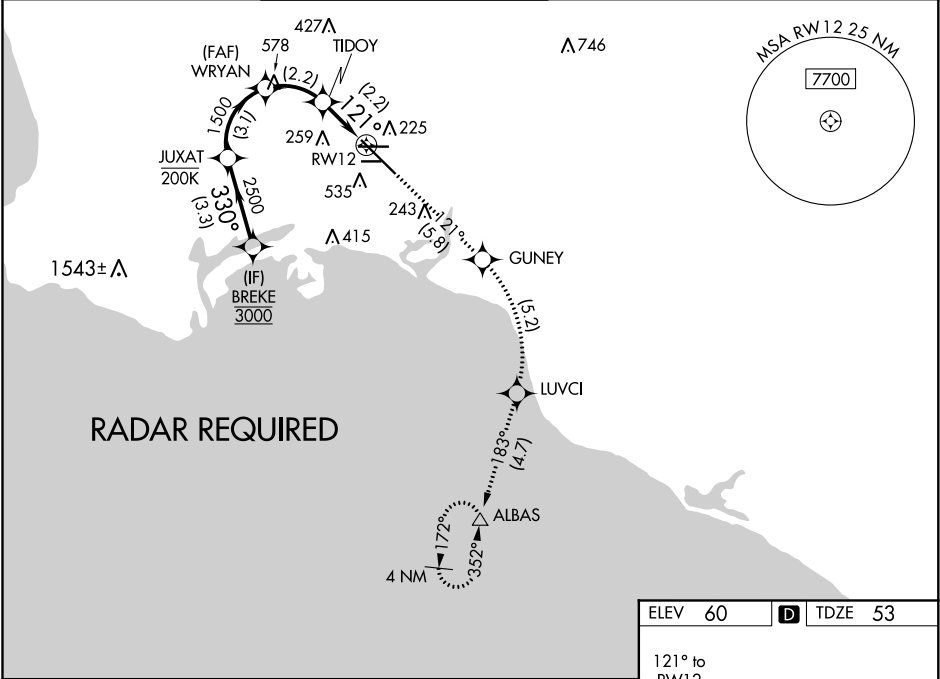 427
578
TIDOY
(FAF)
WRYAN
(2.2)
(2.2)
746
MSA RW12 25 NM
7700
1500
(3.1)
121°
225
259
RW12
JUXAT
200K
535
330°
2500
(3.3)
243
121°
(5.8)
415
GUNEY
1543±
(IF)
BREKE
3000
(5.2)
LUVCI
RADAR REQUIRED
183°
(4.7)
ALBAS
172°
352°
4 NM
ELEV 60
D
TDZE 53
121° to
RW12